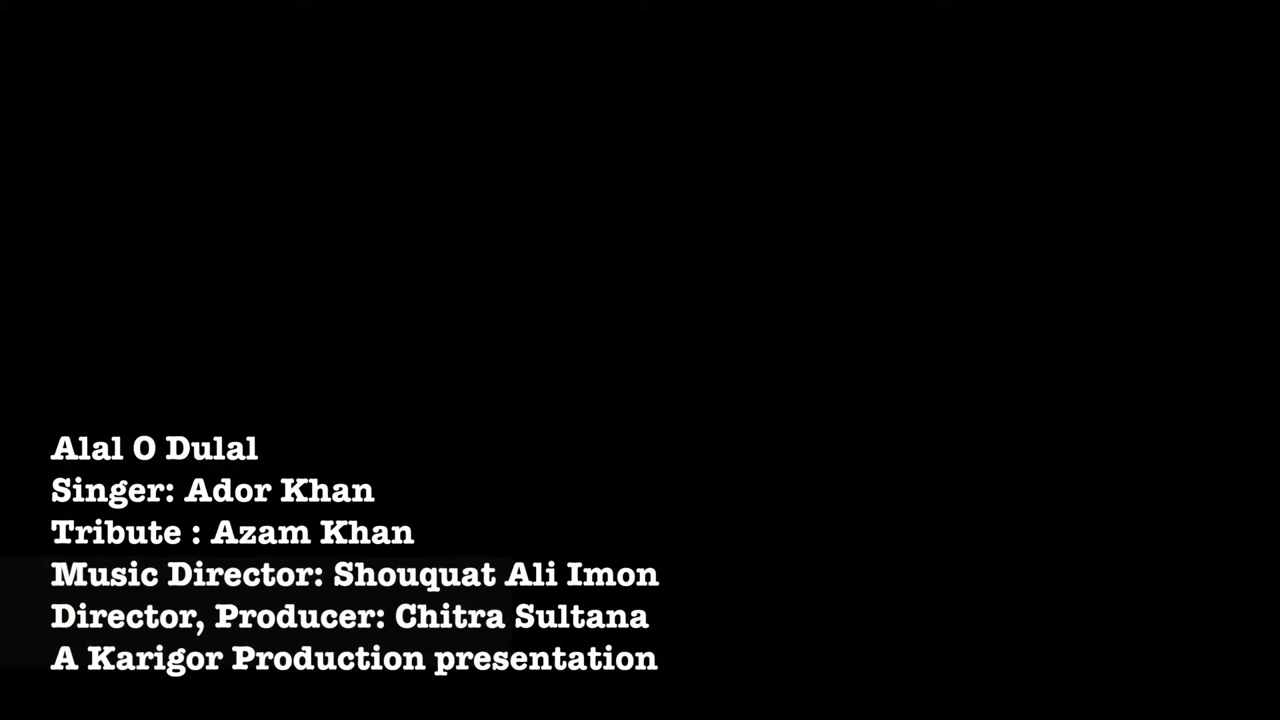 Alal O Dulal
Singer: Ador Khan
Tribute : Azam Khan
Music Director: Shouquat Ali Imon
Director, Producer: Chitra Sultana
A Karigor Production presentation